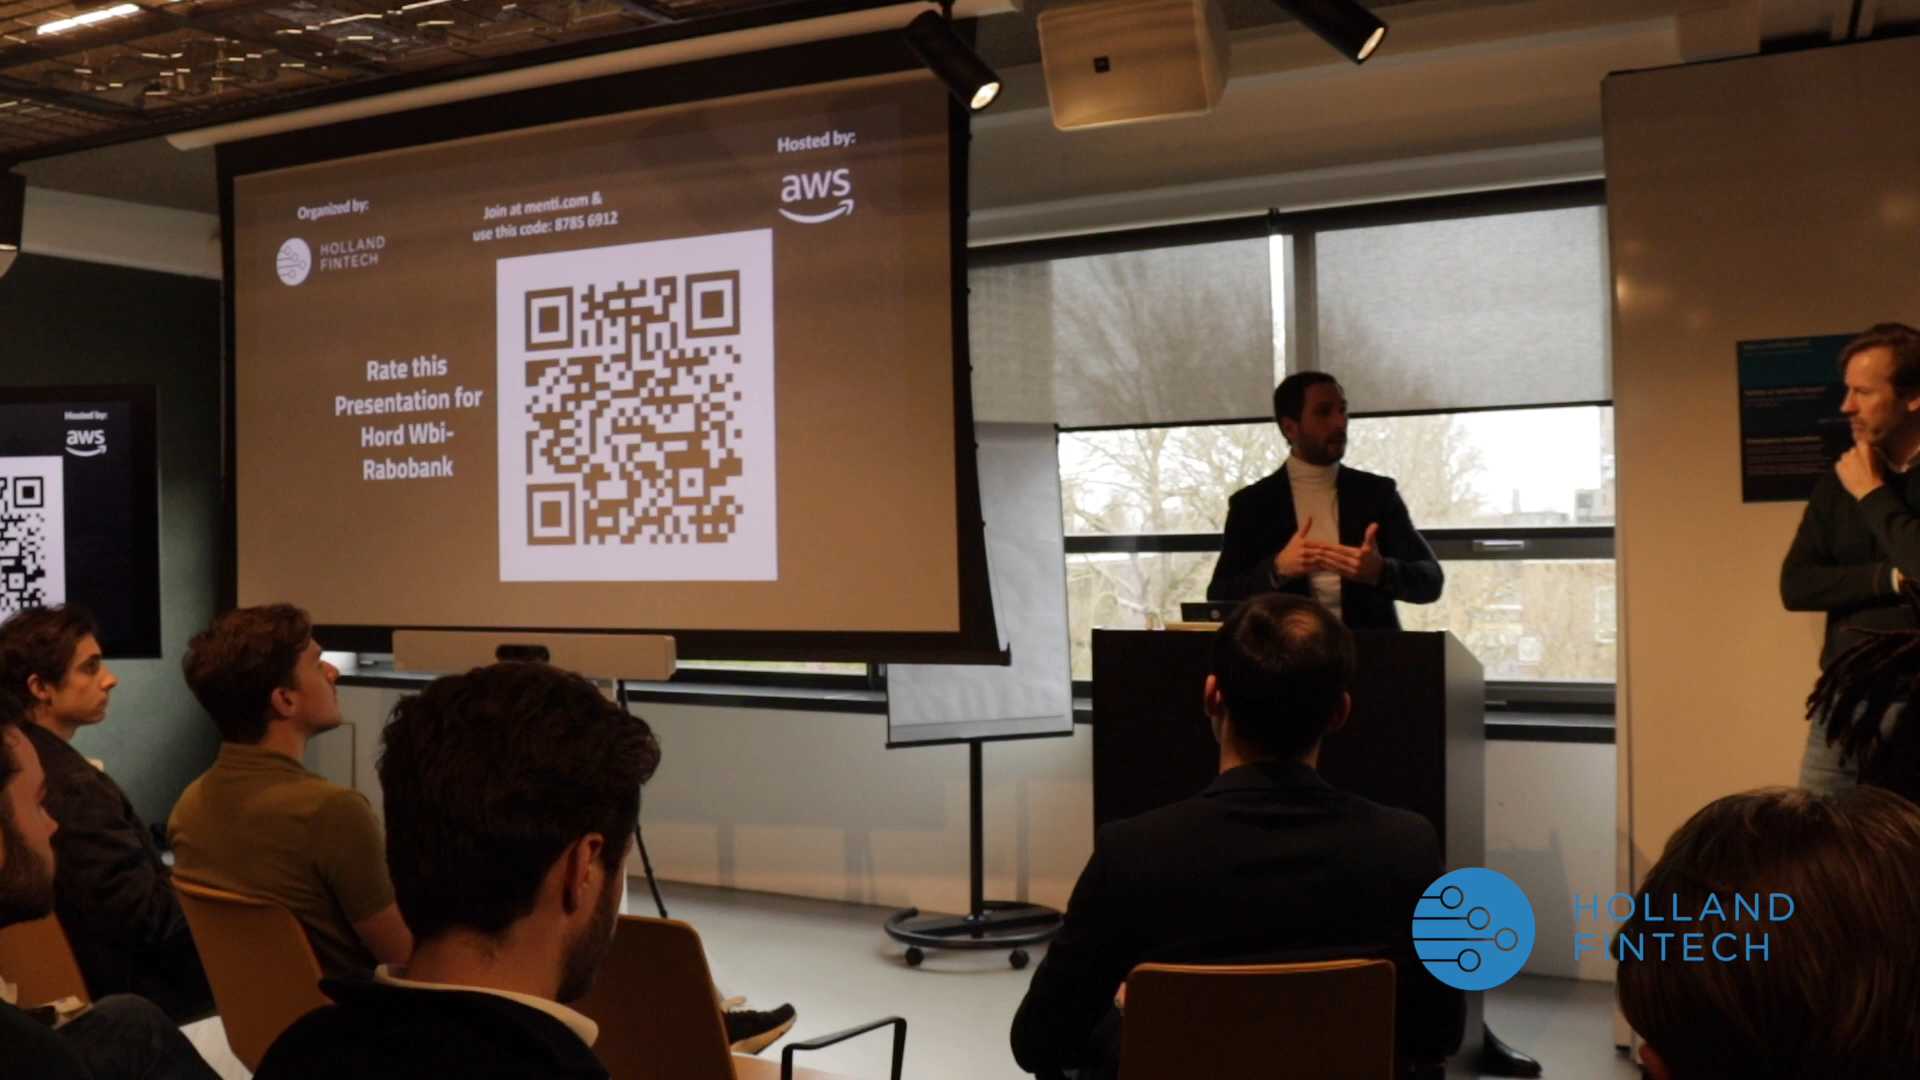 Organized by:
HOLLAND
FINTECH
Join at menti.com &
use this code: 8785 6912
Hosted by:
aws
Rate this
Presentation for
Hord Wbi-
Rabobank
Hosted by:
aws
HOLLAND
FINTECH